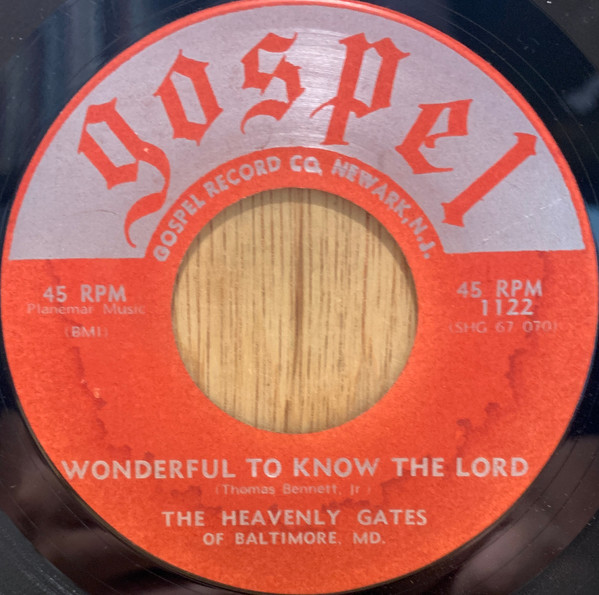 gospel
GOSPEL RECORD CO, NEWARK, N.J.
45 RPM
Planemar Music
(BMI)
45 RPM
1122
(SHG 67 070)
WONDERFUL TO KNOW THE LORD
(Thomas Bennett, Jr.)
THE HEAVENLY GATES
OF BALTIMORE, MD.